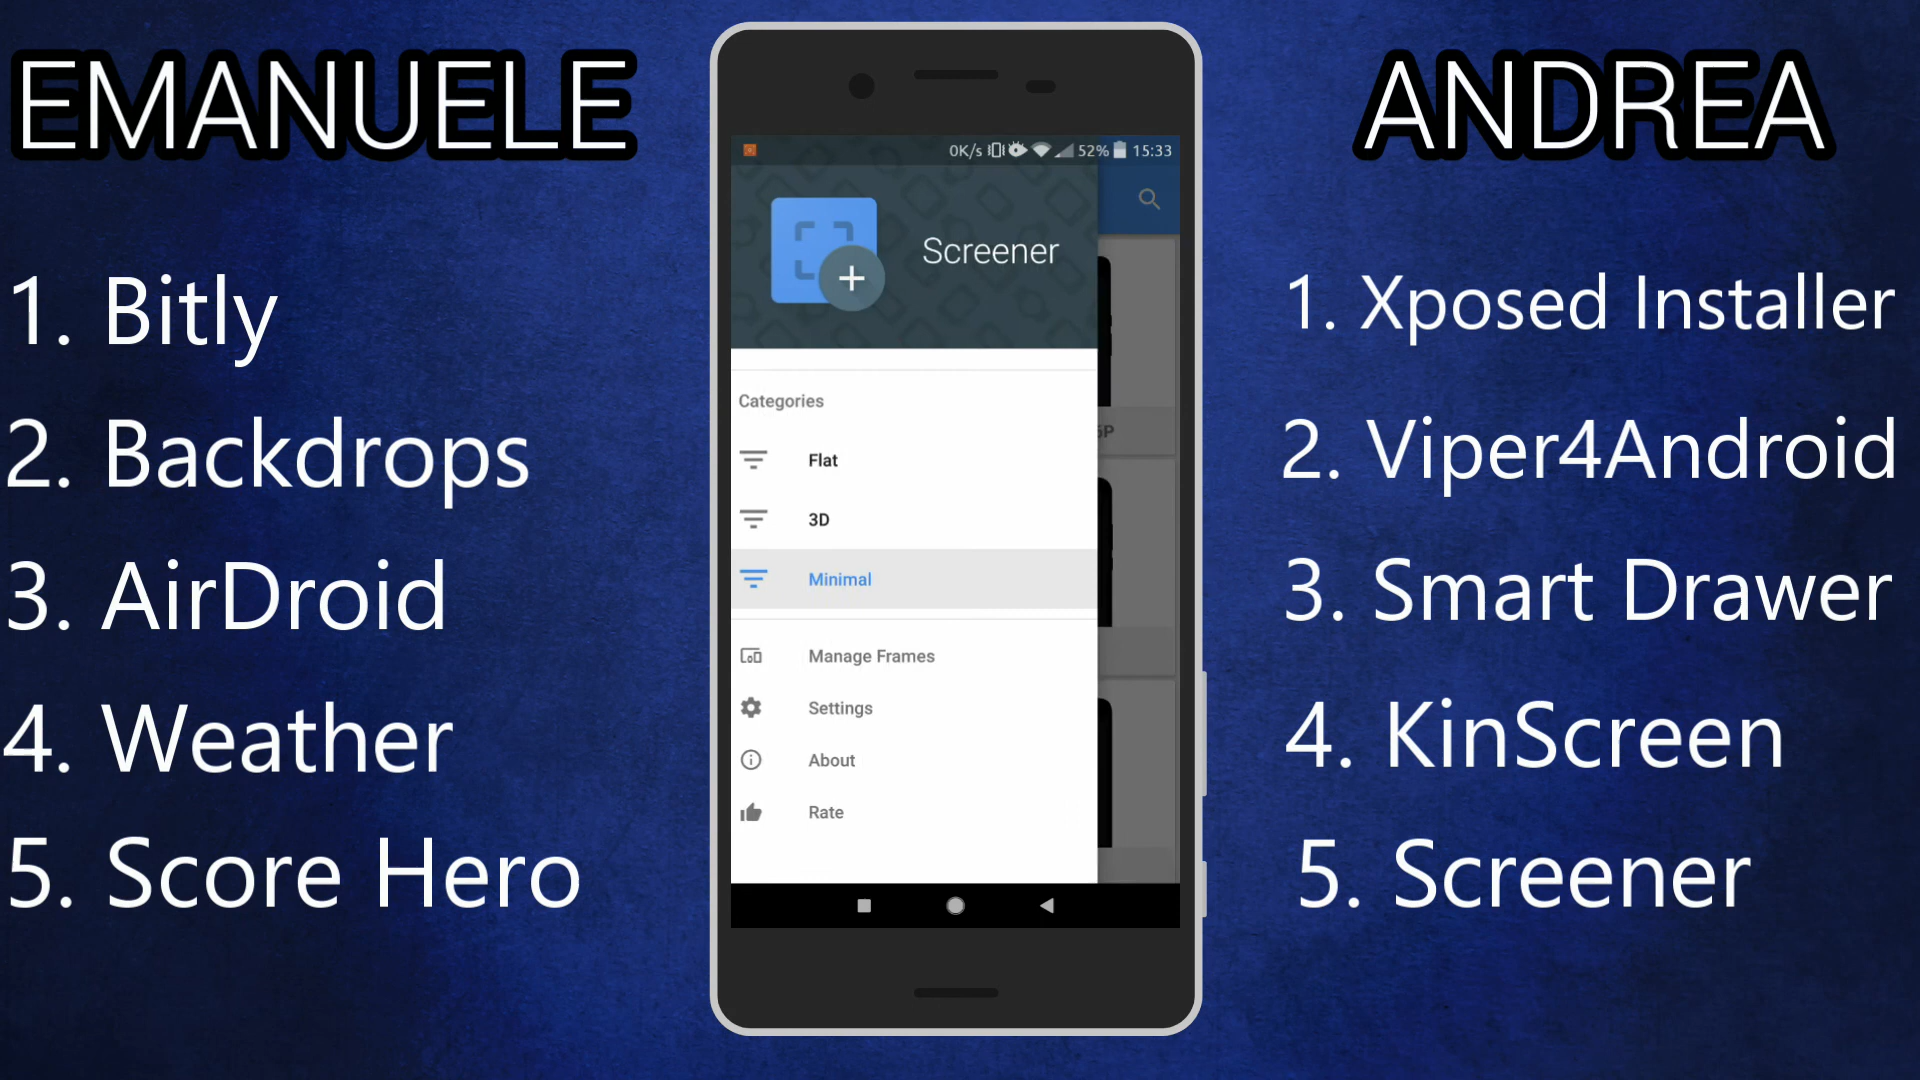 EMANUELE
1. Bitly
2. Backdrops
3. AirDroid
4. Weather
5. Score Hero
0K/s 52% 15:33
Screener
Categories
Flat
3D
Minimal
Manage Frames
Settings
About
Rate
6P
ANDREA
1. Xposed Installer
2. Viper4Android
3. Smart Drawer
4. KinScreen
5. Screener